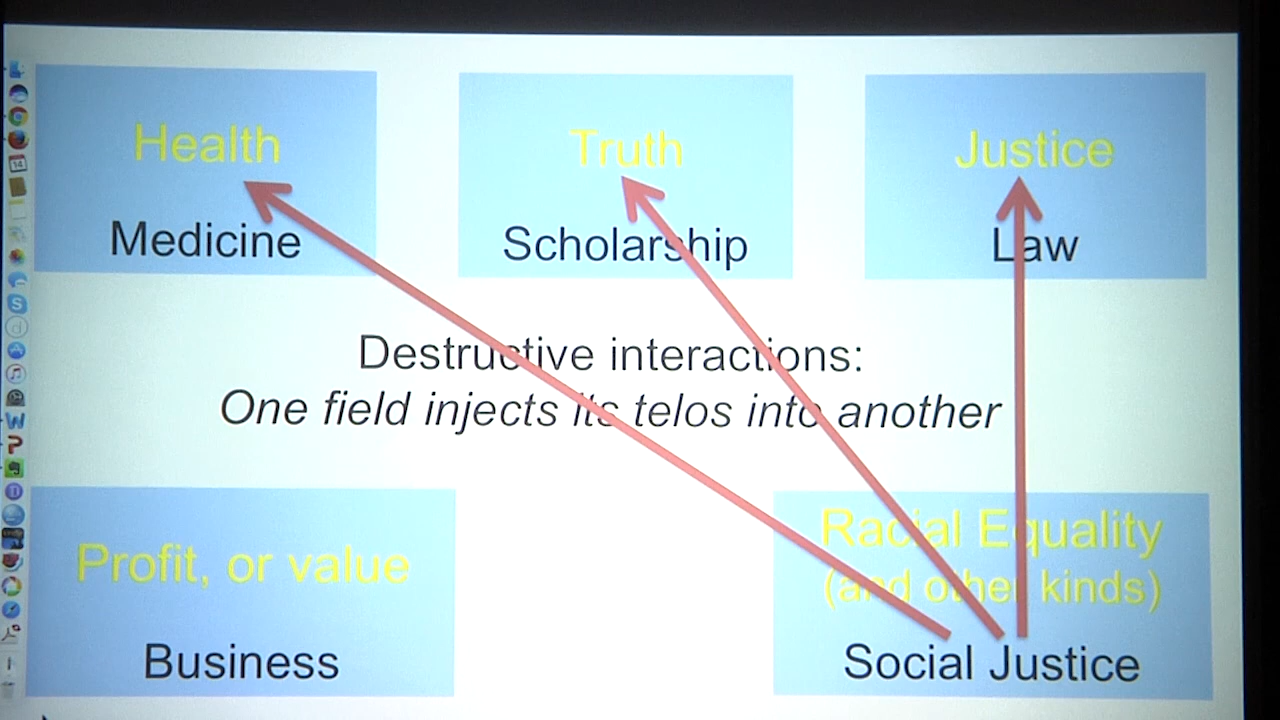 Health
Truth
Justice
Medicine
Scholarship
Law
Destructive interactions:
One field injects its telos into another
Profit, or value
Racial Equality
(and other kinds)
Business
Social Justice
14